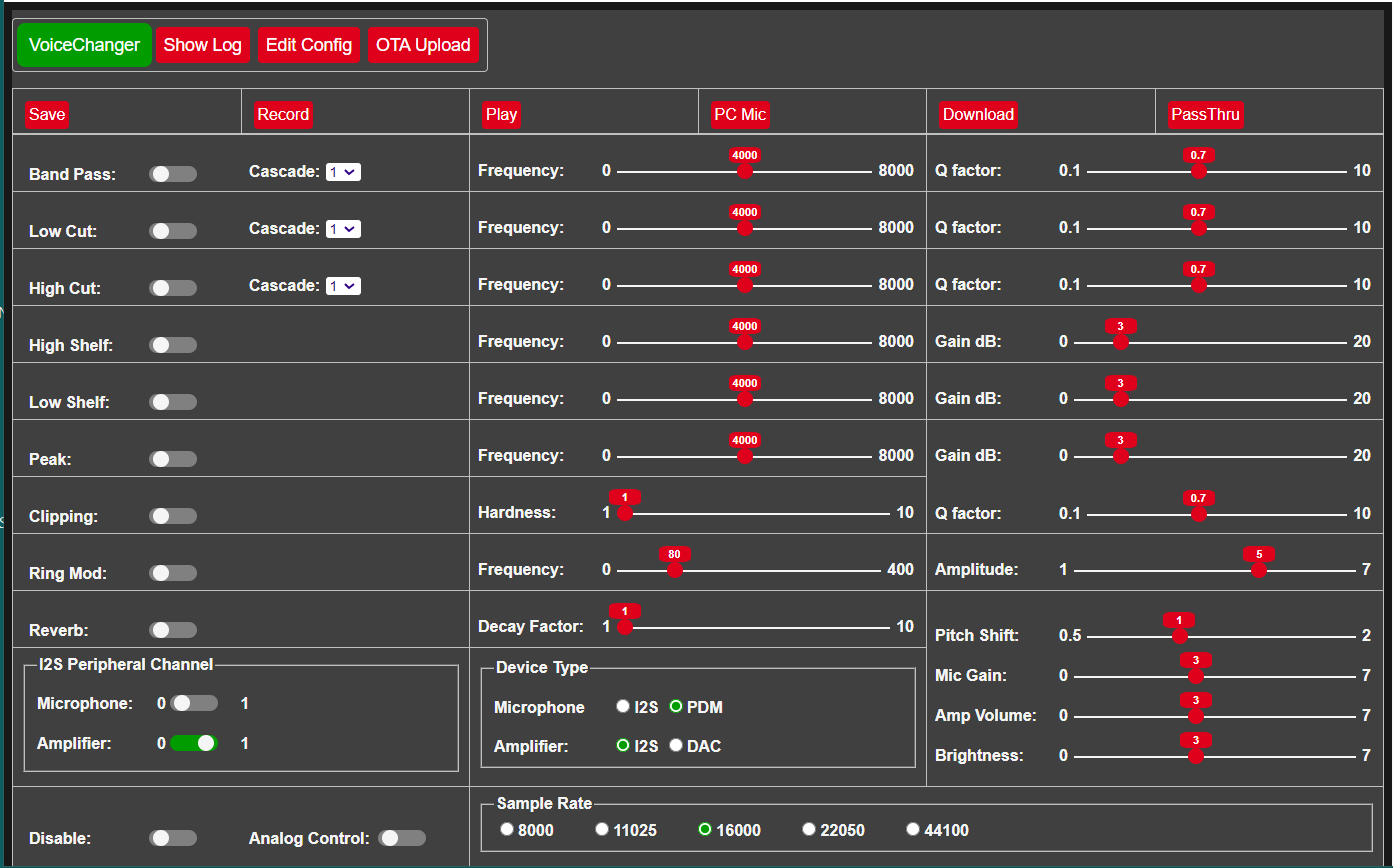 VoiceChanger Show Log Edit Config OTA Upload
Save Record Play PC Mic Download PassThru
Band Pass: Cascade: 1 Frequency: 0 4000 8000 Q factor: 0.1 0.7 10
Low Cut: Cascade: 1 Frequency: 0 4000 8000 Q factor: 0.1 0.7 10
High Cut: Cascade: 1 Frequency: 0 4000 8000 Q factor: 0.1 0.7 10
High Shelf: Frequency: 0 4000 8000 Gain dB: 0 3 20
Low Shelf: Frequency: 0 4000 8000 Gain dB: 0 3 20
Peak: Frequency: 0 4000 8000 Gain dB: 0 3 20
Clipping: Hardness: 1 1 10 Q factor: 0.1 0.7 10
Ring Mod: Frequency: 0 80 400 Amplitude: 1 5 7
Reverb: Decay Factor: 1 1 10 Pitch Shift: 0.5 1 2
I2S Peripheral Channel
Microphone: 0 1
Amplifier: 0 1
Device Type
Microphone I2S PDM
Amplifier: I2S DAC
Mic Gain: 0 3 7
Amp Volume: 0 3 7
Brightness: 0 3 7
Disable: Analog Control:
Sample Rate
8000 11025 16000 22050 44100